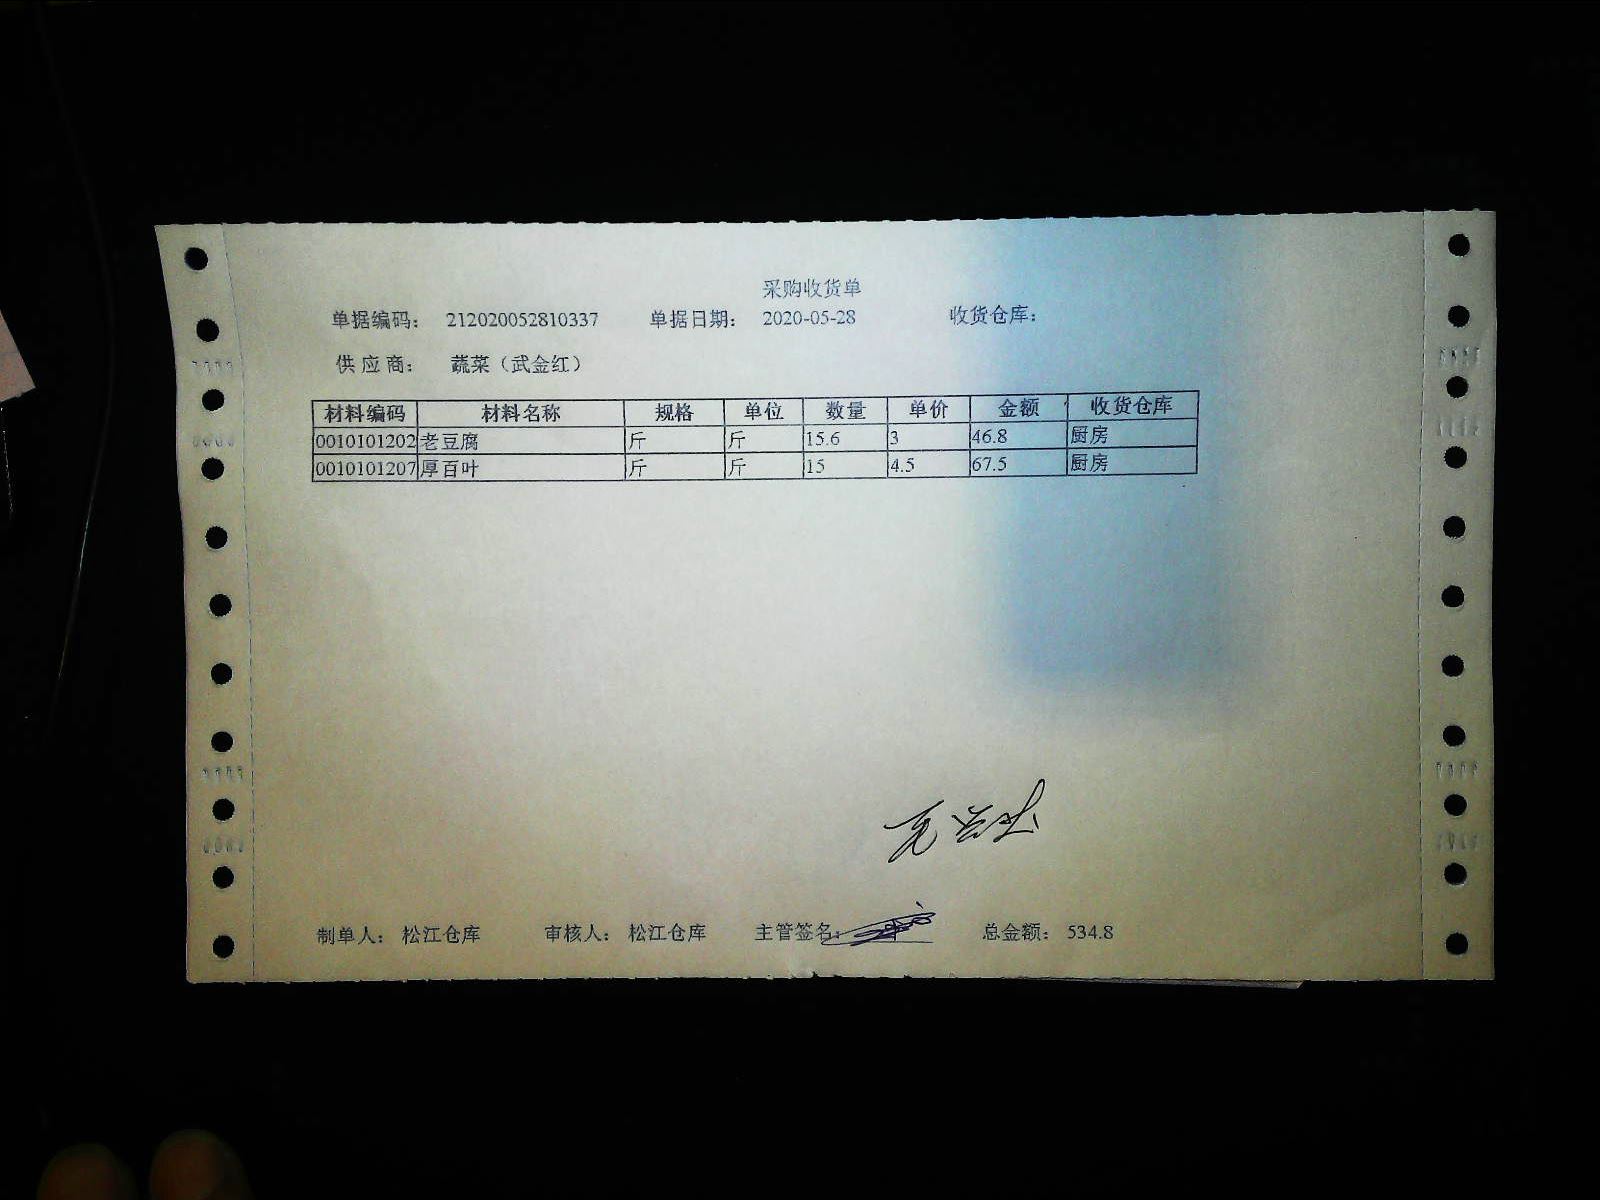 采购收货单
单据编码： 212020052810337 单据日期： 2020-05-28 收货仓库：
供应商： 蔬菜（武金红）
材料编码 材料名称 规格 单位 数量 单价 金额 收货仓库
0010101202 老豆腐 斤 斤 15.6 3 46.8 厨房
0010101207 厚百叶 斤 斤 15 4.5 67.5 厨房
制单人： 松江仓库 审核人： 松江仓库 主管签名： 总金额： 534.8